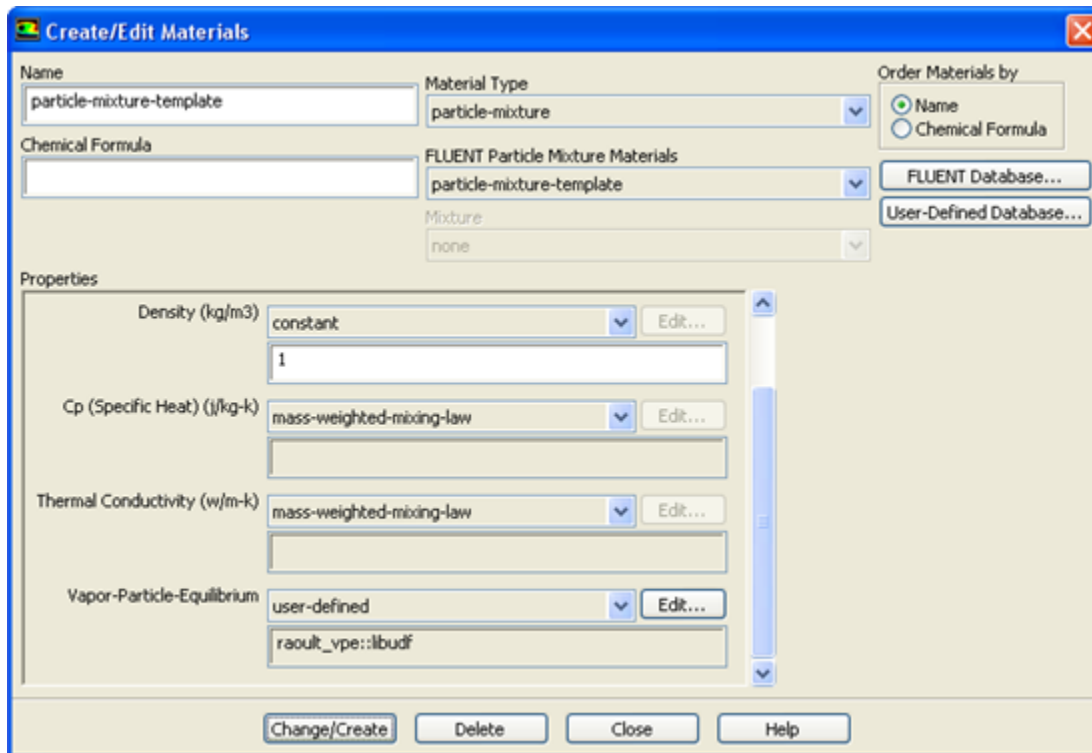 Create/Edit Materials
Name
particle-mixture-template
Chemical Formula
Material Type
particle-mixture
FLUENT Particle Mixture Materials
particle-mixture-template
Mixture
none
Order Materials by
Name
Chemical Formula
FLUENT Database...
User-Defined Database...
Properties
Density (kg/m3)
constant
Edit...
1
Cp (Specific Heat) (j/kg-k)
mass-weighted-mixing-law
Edit...
Thermal Conductivity (w/m-k)
mass-weighted-mixing-law
Edit...
Vapor-Particle-Equilibrium
user-defined
Edit...
raoult_vpe::libudf
Change/Create
Delete
Close
Help